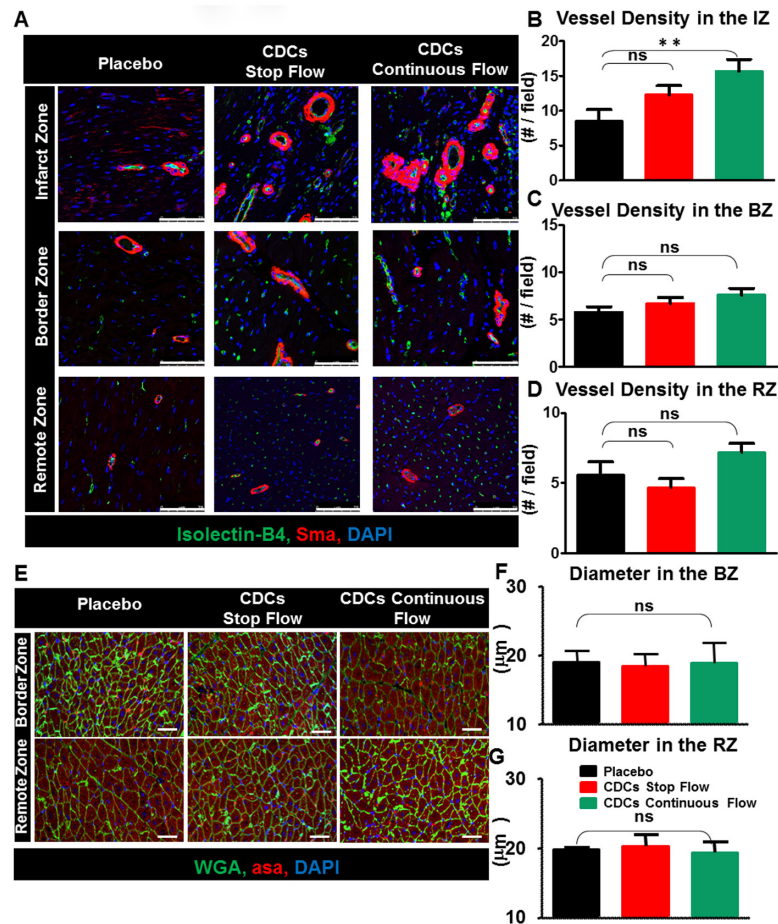 A
Placebo
CDCs
Stop Flow
CDCs
Continuous Flow
Infarct Zone
Border Zone
Remote Zone
Isolectin-B4, Sma, DAPI
B
Vessel Density in the IZ
(# / field)
20
15
10
5
0
ns
**
C
Vessel Density in the BZ
(# / field)
15
10
5
0
ns
ns
D
Vessel Density in the RZ
(# / field)
10
5
0
ns
ns
E
Placebo
CDCs
Stop Flow
CDCs Continuous
Flow
Border Zone
Remote Zone
WGA, asa, DAPI
F
Diameter in the BZ
(µm)
30
20
10
ns
G
Diameter in the RZ
(µm)
30
20
10
Placebo
CDCs Stop Flow
CDCs Continuous Flow
ns